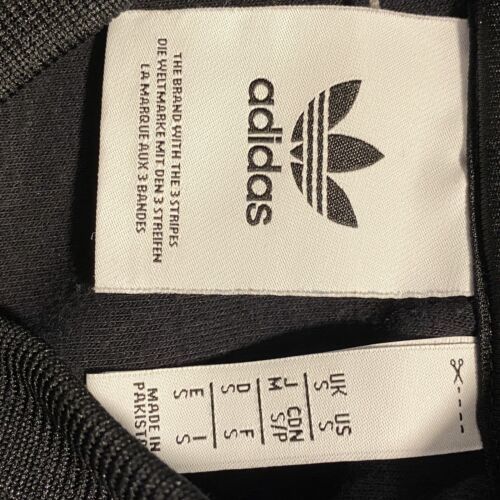 adidas
THE BRAND WITH THE 3 STRIPES
DIE WELTMARKE MIT DEN 3 STREIFEN
LA MARQUE AUX 3 BANDES
UK US
S S
J CDN
M S/P
D F
S S
E I
S S
MADE IN